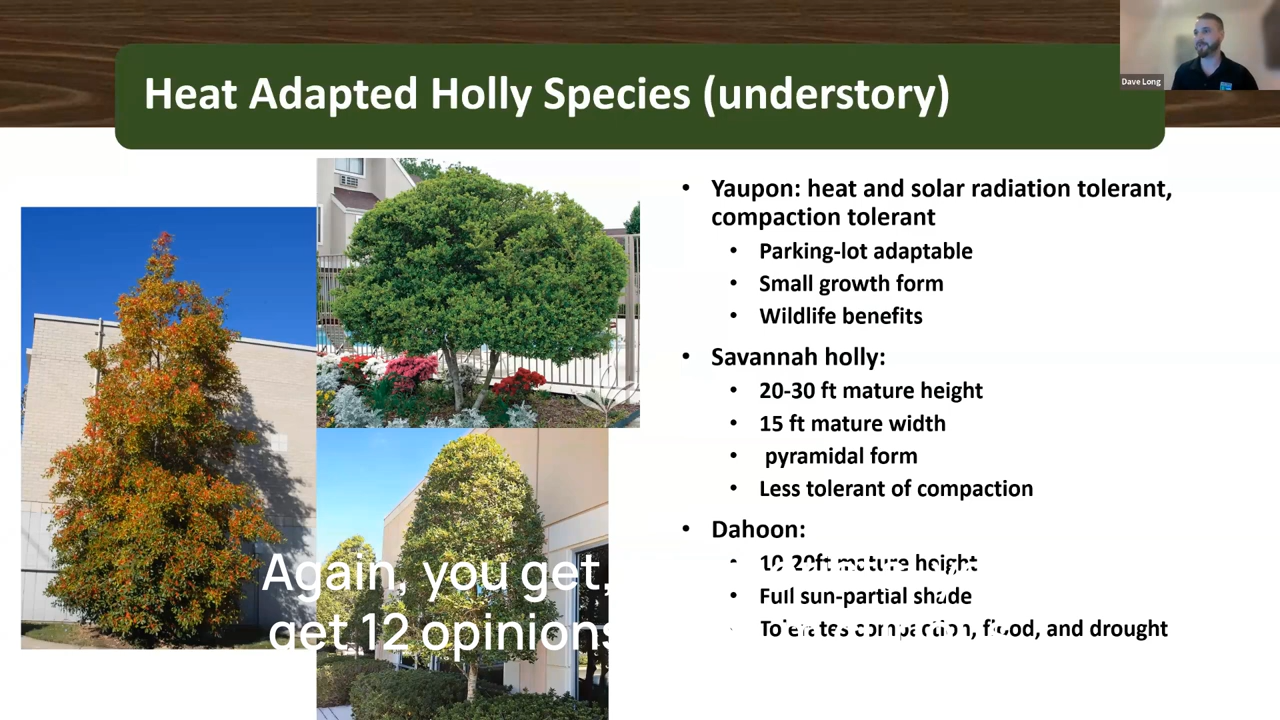 Heat Adapted Holly Species (understory)
Dave Long
Yaupon: heat and solar radiation tolerant,
compaction tolerant
Parking-lot adaptable
Small growth form
Wildlife benefits
Savannah holly:
20-30 ft mature height
15 ft mature width
pyramidal form
Less tolerant of compaction
Dahoon:
10-20ft mature height
Full sun-partial shade
Tolerates compaction, flood, and drought
Again, you get,
get 12 opinions